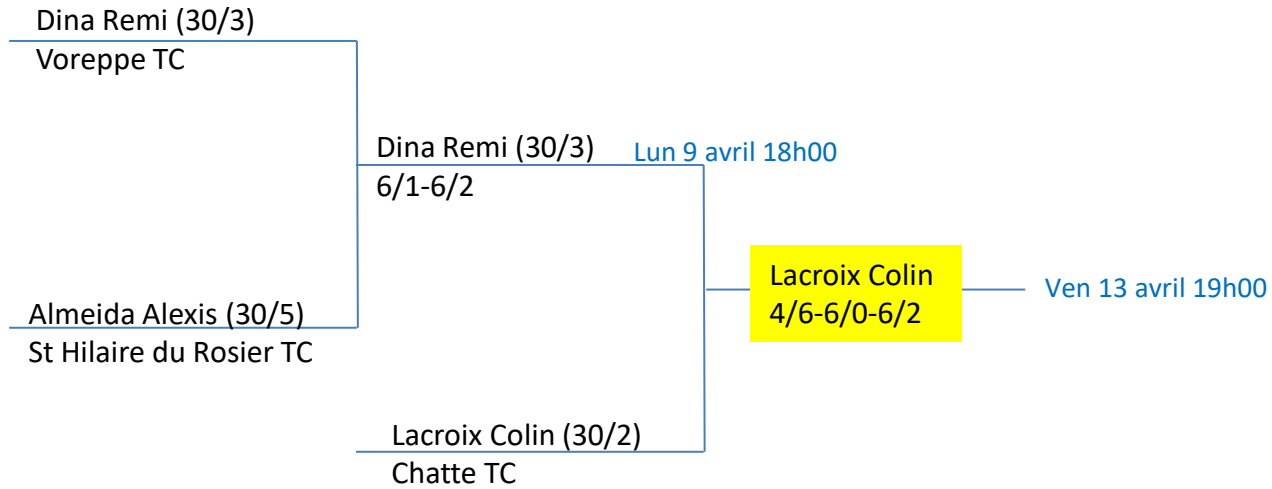 Dina Remi (30/3)
Voreppe TC
Dina Remi (30/3)
Lun 9 avril 18h00
6/1-6/2
Lacroix Colin
4/6-6/0-6/2
Ven 13 avril 19h00
Almeida Alexis (30/5)
St Hilaire du Rosier TC
Lacroix Colin (30/2)
Chatte TC